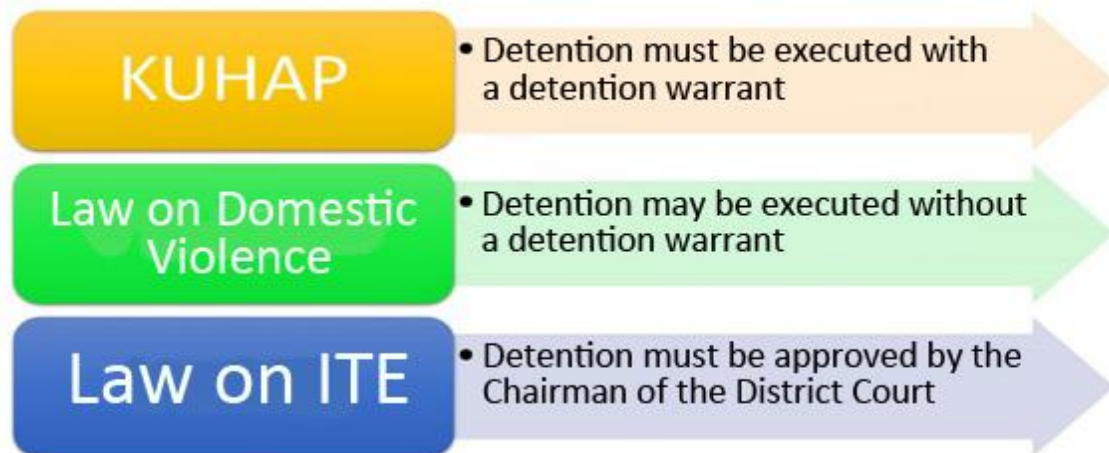 KUHAP
• Detention must be executed with
a detention warrant
Law on Domestic
Violence
• Detention may be executed without
a detention warrant
Law on ITE
• Detention must be approved by the
Chairman of the District Court